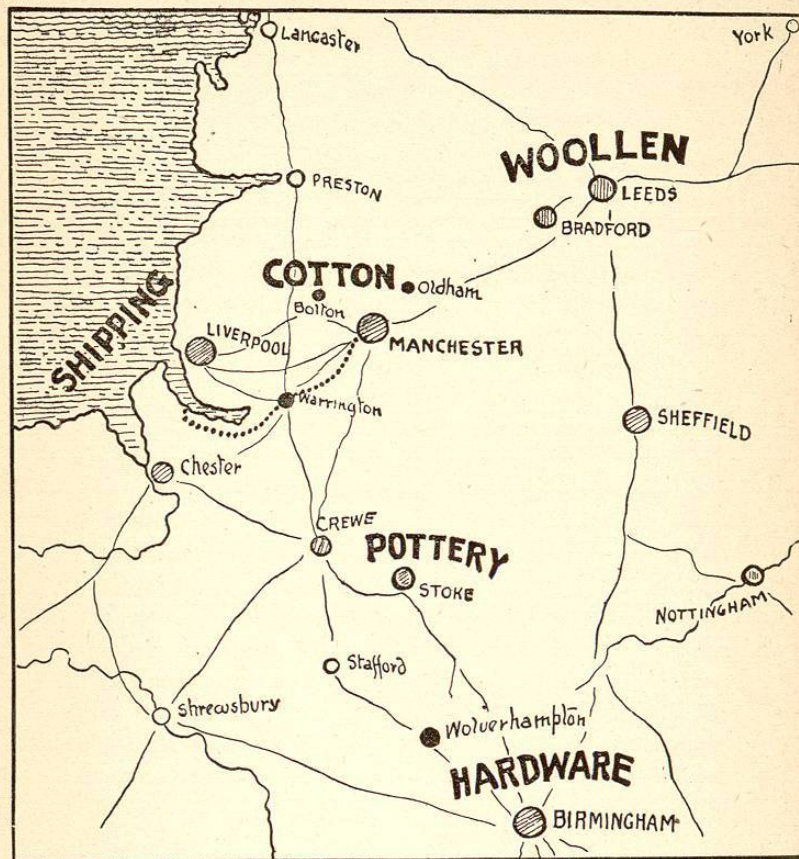 Lancaster
York
WOOLLEN
LEEDS
PRESTON
BRADFORD
COTTON
Oldham
Bolton
SHIPPING
LIVERPOOL
MANCHESTER
Warrington
SHEFFIELD
Chester
CREWE
POTTERY
STOKE
NOTTINGHAM
Stafford
Shrewsbury
Wolverhampton
HARDWARE
BIRMINGHAM